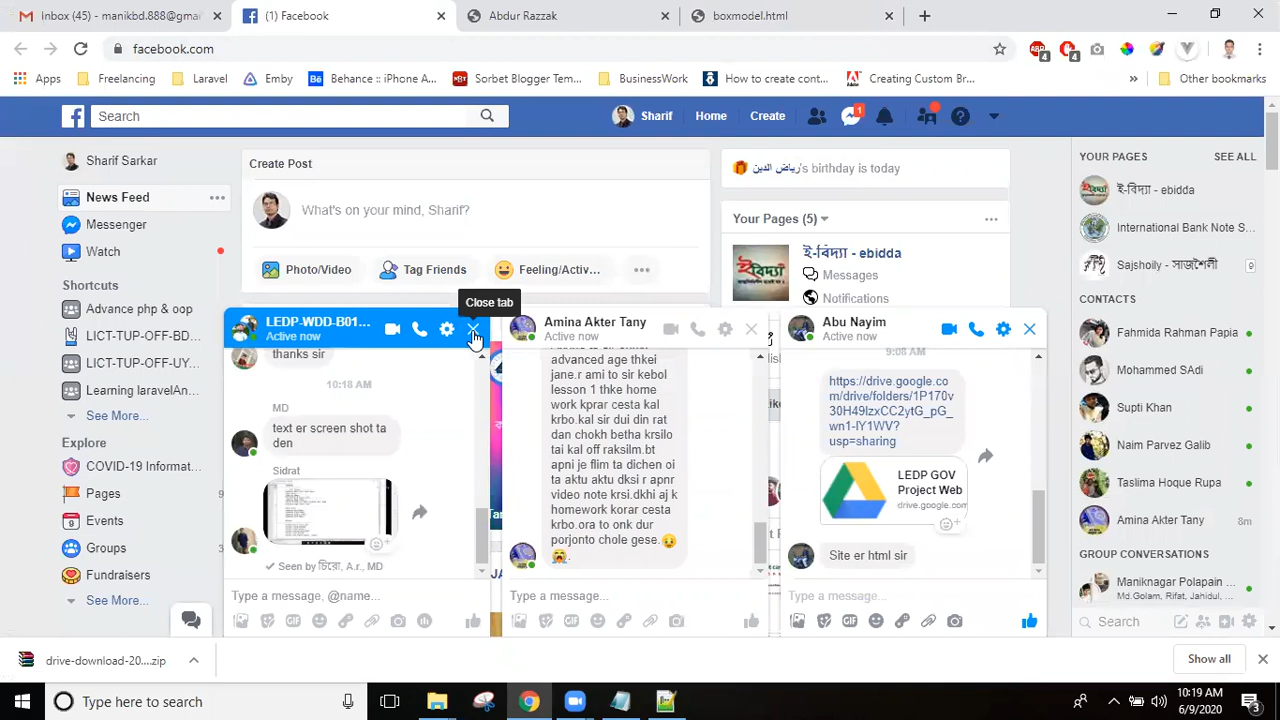 Inbox (45) - manikbd.888@gma
(1) Facebook
Abdur Razzak
boxmodel.html
facebook.com
Apps
Freelancing
Laravel
Emby
Behance :: iPhone A...
Sorbet Blogger Tem...
BusinessWork
How to create cont...
Creating Custom Br...
Other bookmarks
Search
Sharif
Home
Create
1
Sharif Sarkar
News Feed
Messenger
Watch
Shortcuts
Advance php & oop
LICT-TUP-OFF-BD...
LICT-TUP-OFF-UY...
Learning laravelAn...
See More...
Explore
COVID-19 Informat...
Pages
Events
Groups
Fundraisers
See More...
Create Post
What's on your mind, Sharif?
Photo/Video
Tag Friends
Feeling/Activ...
رياض الدين's birthday is today
Your Pages (5)
ই-বিদ্যা - ebidda
Messages
Notifications
Close tab
LEDP-WDD-B01...
Active now
thanks sir
10:18 AM
MD
text er screen shot ta
den
Sidrat
Seen by চিরো, A.r., MD
Type a message, @name...
Amina Akter Tany
Active now
advanced age thkei
jane.r ami to sir kebol
lesson 1 thke home
work kprar cesta kal
krbo.kal sir dui din rat
dan chokh betha krsilo
tai kal off raksilm.bt
apni je flim ta dichen oi
ta aktu aktu dksi r apnr
video note krsi.dkhi aj k
homework korar cesta
krbo.ora to onk dur
porjonto chole gese.😉
😭.
Type a message...
Abu Nayim
Active now
9:08 AM
https://drive.google.co
m/drive/folders/1P170v
30H49lzxCC2ytG_pG_
wn1-lY1WV?
usp=sharing
LEDP GOV
Project Web
drive.google.com
Site er html sir
Type a message...
YOUR PAGES
SEE ALL
ই-বিদ্যা - ebidda
International Bank Note S...
Sajshoily - সাজশৈলী
9
CONTACTS
Fahmida Rahman Papia
Mohammed SAdi
Supti Khan
Naim Parvez Galib
Taslima Hoque Rupa
Amina Akter Tany
8m
GROUP CONVERSATIONS
Maniknagar Polapain ...
Md.Golam, Rifat, Jahidul, ...
Search
drive-download-20....zip
Show all
Type here to search
10:19 AM
6/9/2020
3